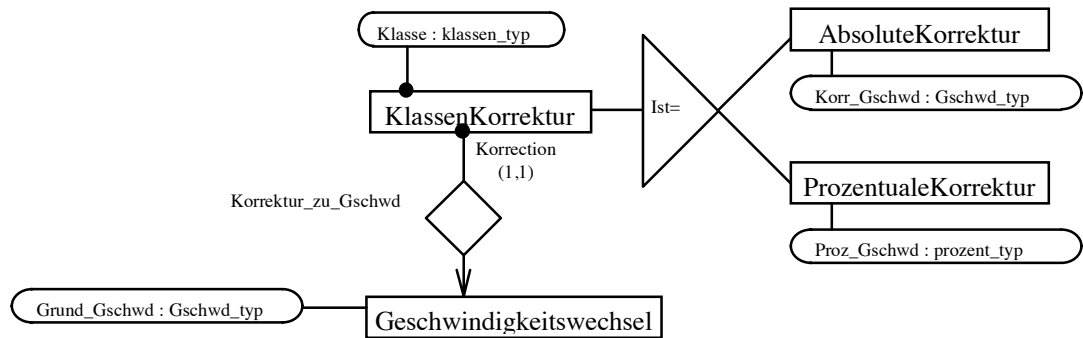 Klasse : klassen_typ
AbsoluteKorrektur
Korr_Gschwd : Gschwd_typ
KlassenKorrektur
Ist=
Korrection
(1,1)
ProzentualeKorrektur
Korrektur_zu_Gschwd
Proz_Gschwd : prozent_typ
Grund_Gschwd : Gschwd_typ
Geschwindigkeitswechsel